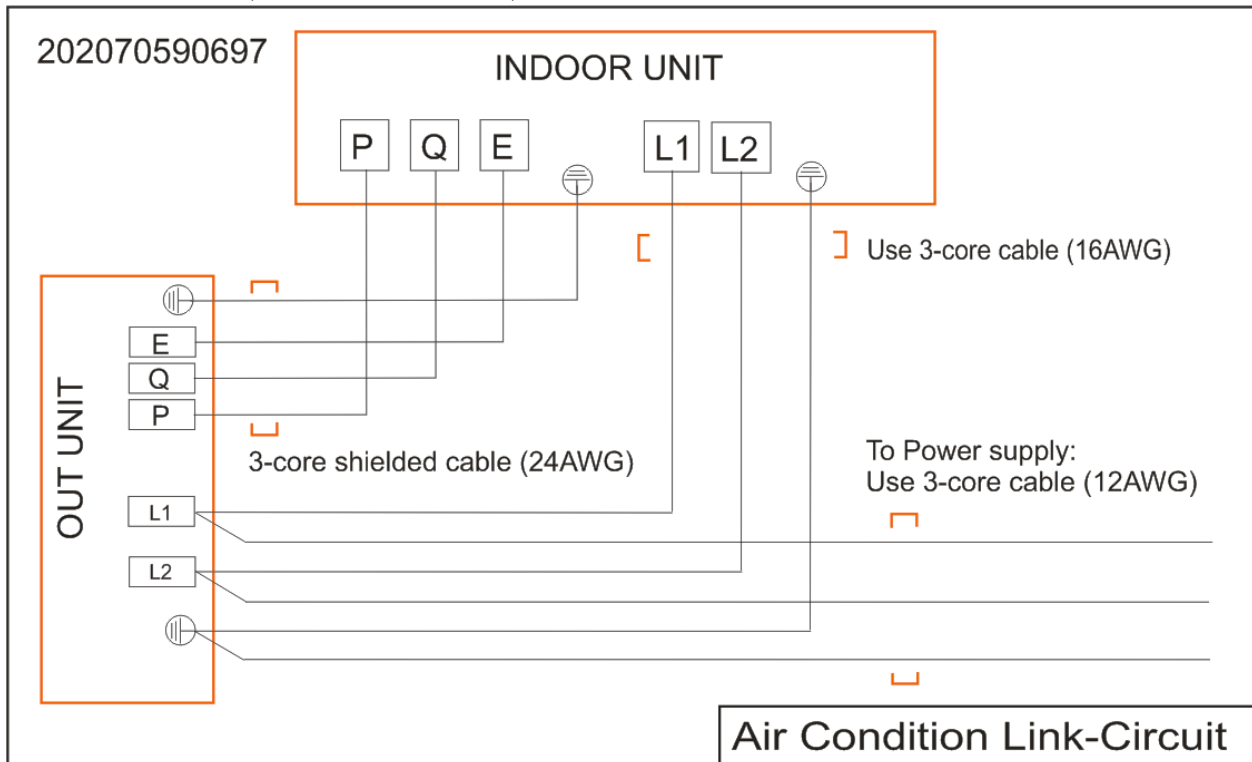 202070590697
INDOOR UNIT
P Q E L1 L2
Use 3-core cable (16AWG)
OUT UNIT
E
Q
P
3-core shielded cable (24AWG)
To Power supply:
Use 3-core cable (12AWG)
L1
L2
Air Condition Link-Circuit